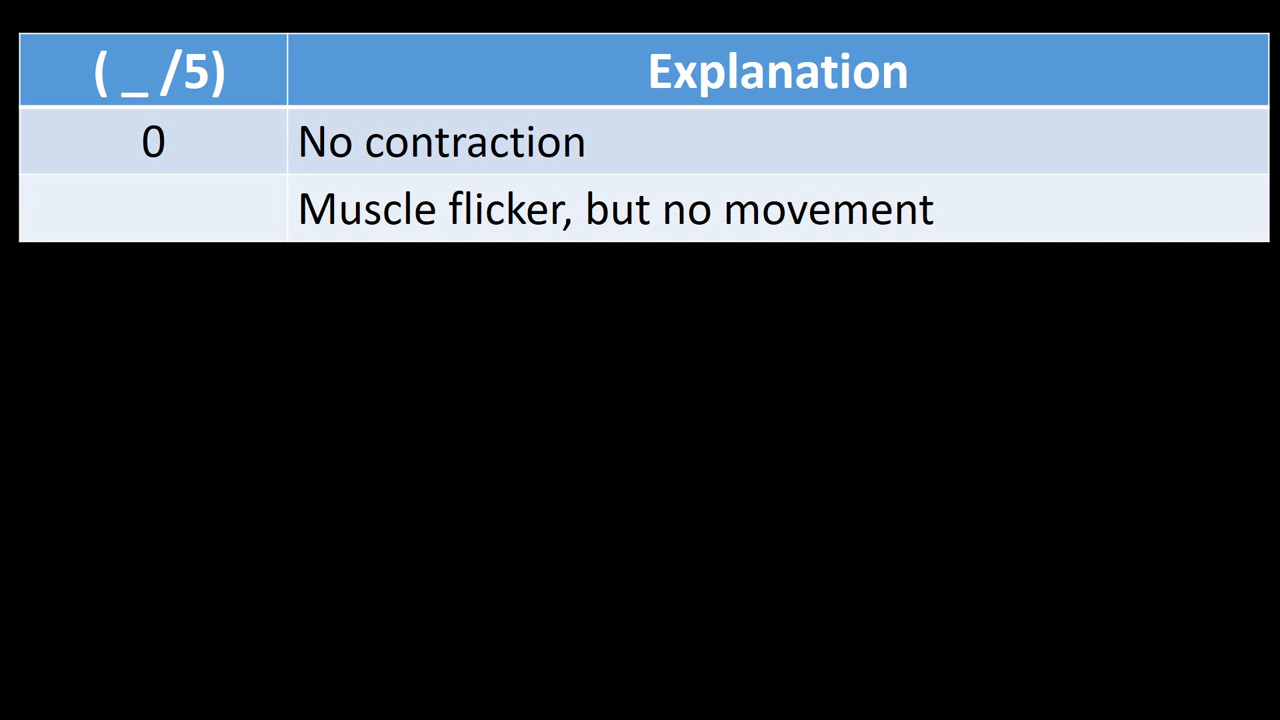 ( _ /5) Explanation
0 No contraction
Muscle flicker, but no movement